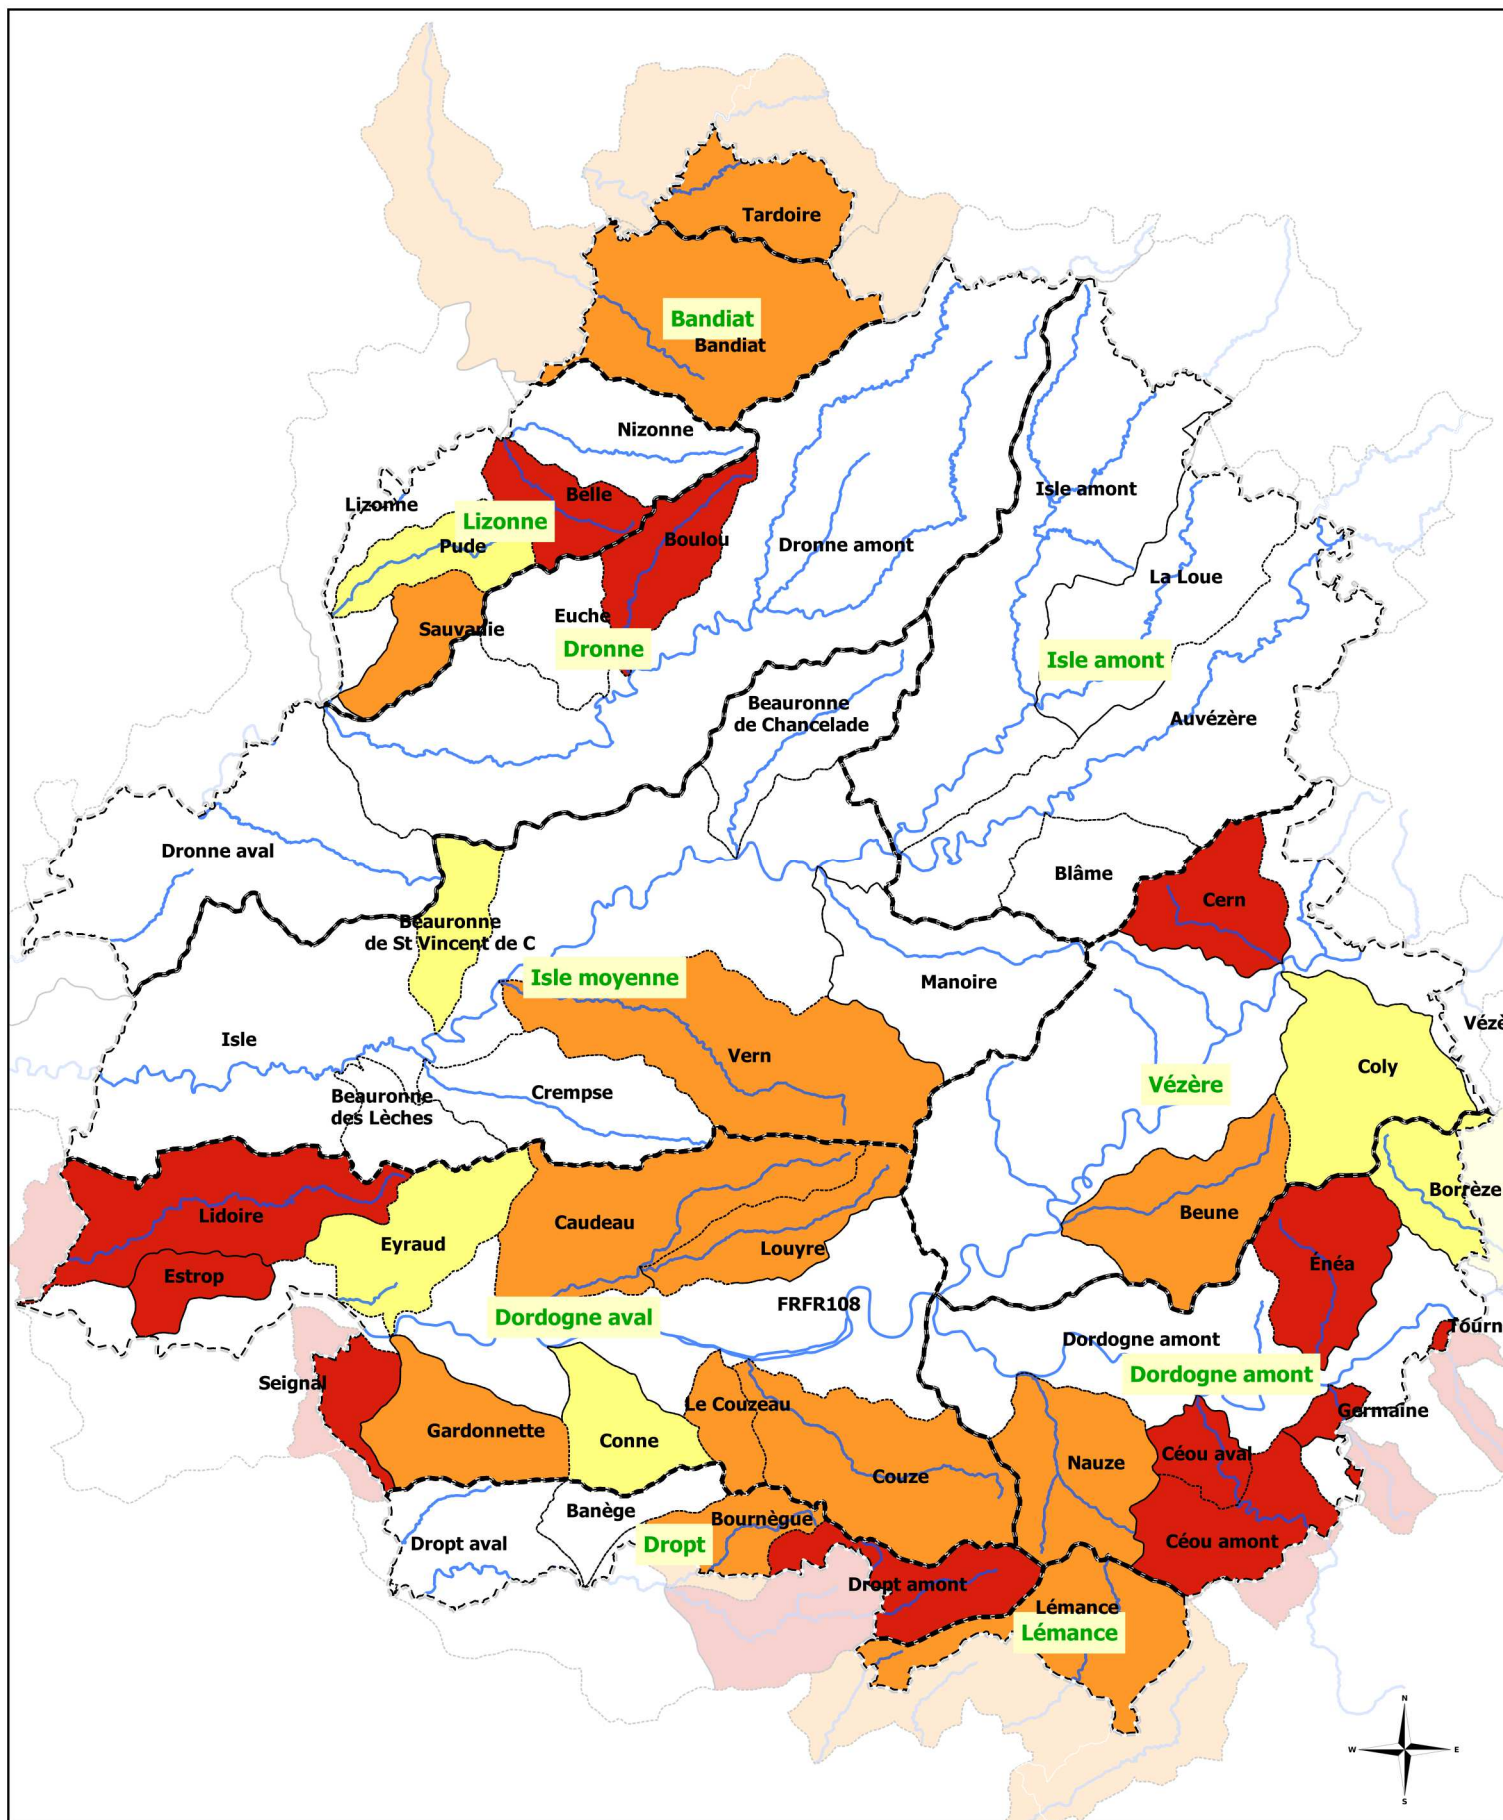 Tardoire
Bandiat
Bandiat
Nizonne
Lizonne
Belle
Lizonne
Pude
Boulou
Dronne amont
Isle amont
La Loue
Euche
Sauvanie
Dronne
Isle amont
Beauronne
de Chancelade
Auvézère
Dronne aval
Blâme
Cern
Beauronne
de St Vincent de C
Isle moyenne
Manoire
Isle
Vern
Coly
Vézère
Beauronne
des Lèches
Crempse
Lidoire
Eyraud
Caudeau
Louyre
Beune
Borrèze
Estrop
Énéa
Dordogne aval
FRFR108
Dordogne amont
Dordogne amont
Seignal
Gardonnette
Conne
Le Couzeau
Couze
Nauze
Céou aval
Germaine
Banège
Bournègue
Dropt aval
Dropt
Céou amont
Dropt amont
Lémance
Lémance
N
W
E
S